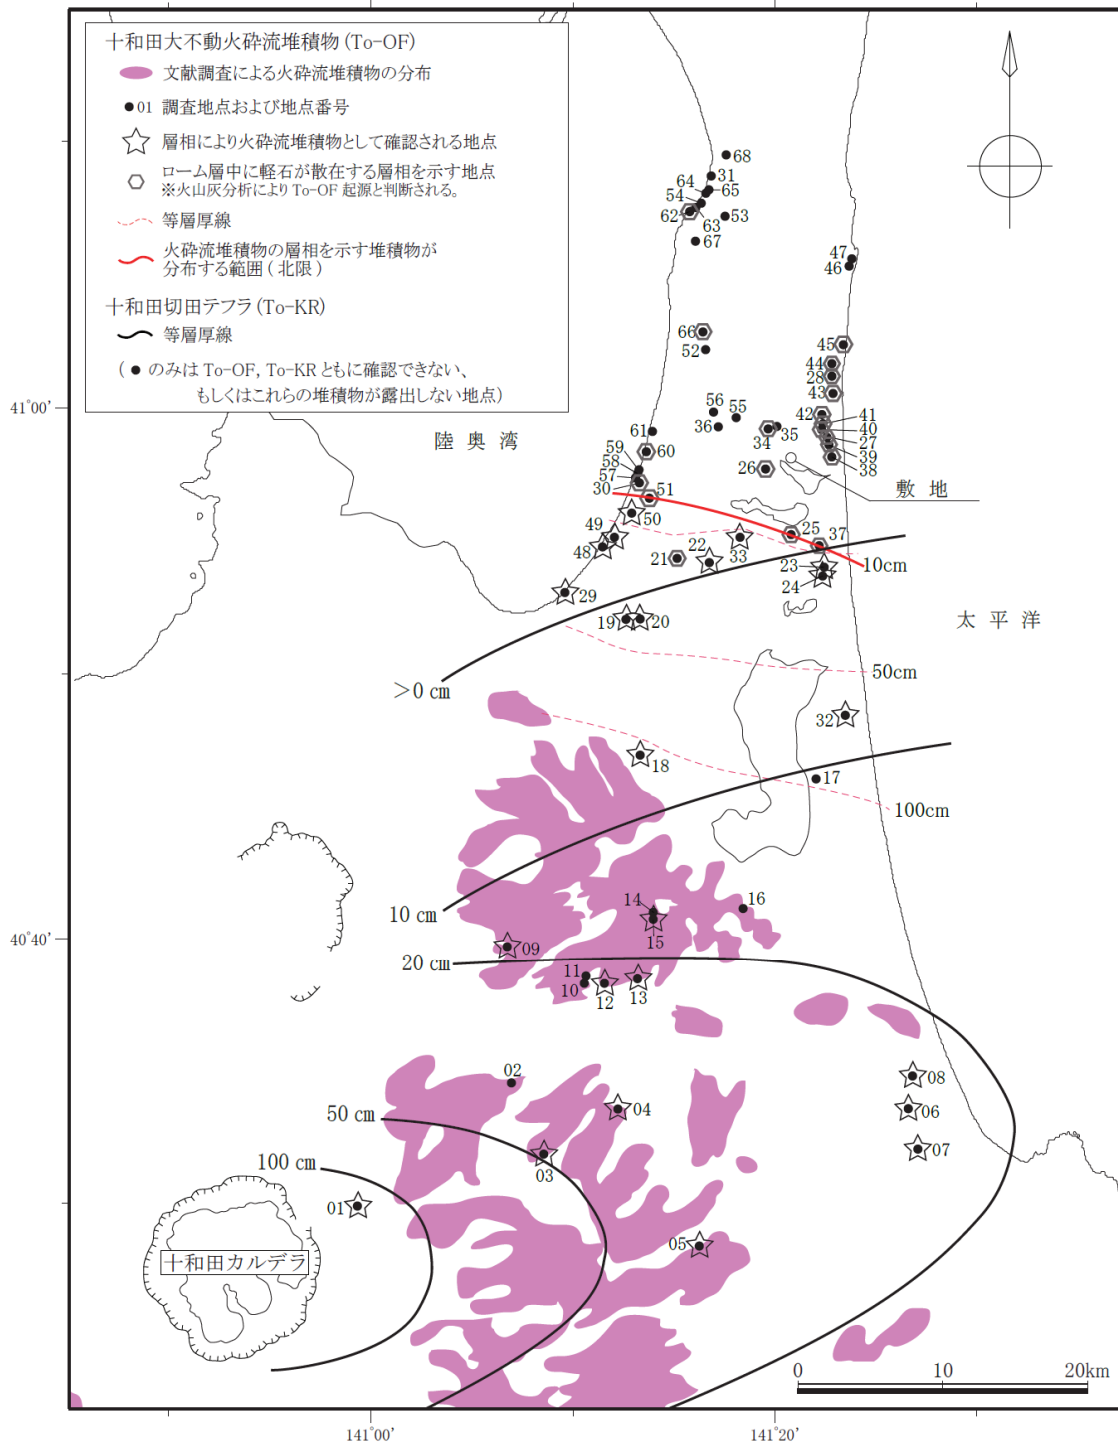 十和田大不動火砕流堆積物 (To-OF)
文献調査による火砕流堆積物の分布
01 調査地点および地点番号
層相により火砕流堆積物として確認される地点
ローム層中に軽石が散在する層相を示す地点
※火山灰分析により To-OF 起源と判断される。
等層厚線
火砕流堆積物の層相を示す堆積物が
分布する範囲 ( 北限 )
十和田切田テフラ (To-KR)
等層厚線
( ● のみは To-OF, To-KR ともに確認できない、
もしくはこれらの堆積物が露出しない地点)
68
31
64
65
54
62
63
53
67
47
46
66
52
45
44
28
43
41°00'
陸奥湾
56
55
42
41
40
61
36
34
35
27
39
38
59
60
58
57
26
30
51
敷地
50
49
25
37
48
22
33
21
23
10cm
24
29
19
20
太平洋
50cm
>0 cm
32
18
17
100cm
14
16
10 cm
15
40°40'
09
20 cm
11
10
12
13
02
08
50 cm
04
06
03
07
100 cm
01
05
十和田カルデラ
0 10 20km
141°00' 141°20'